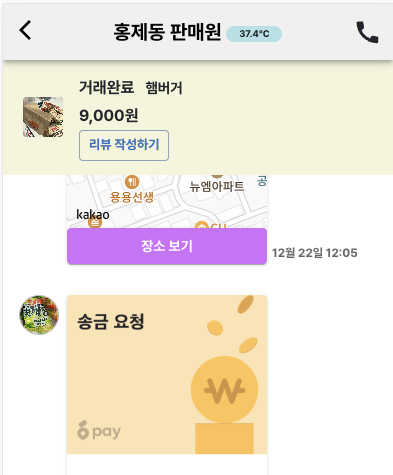 홍제동 판매원 37.4°C
거래완료 햄버거
9,000원
리뷰 작성하기
뉴엠아파트
공
용용선생
kakao
CU
장소 보기
12월 22일 12:05
송금 요청
pay